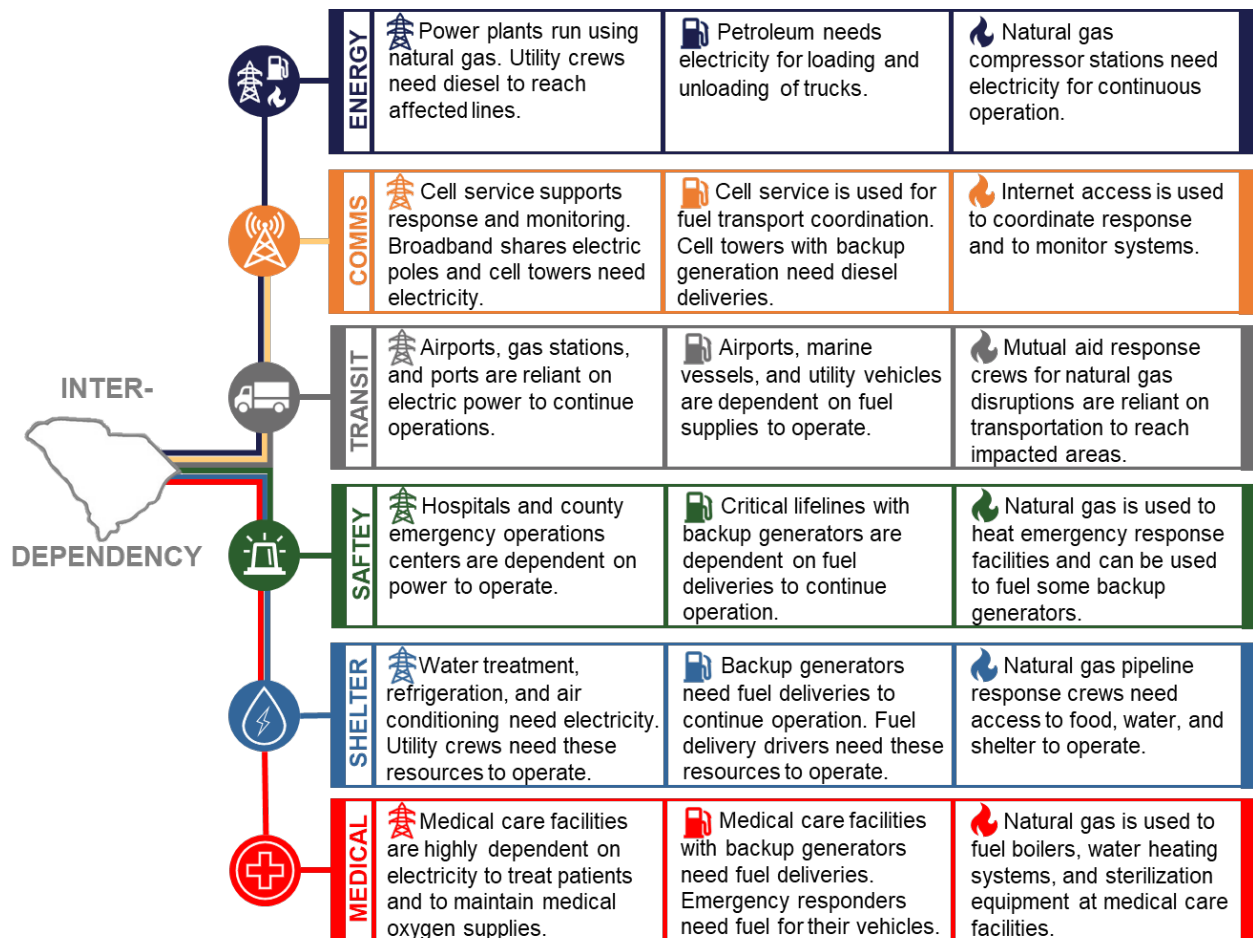 INTER-
DEPENDENCY
ENERGY
Power plants run using
natural gas. Utility crews
need diesel to reach
affected lines.
Petroleum needs
electricity for loading and
unloading of trucks.
Natural gas
compressor stations need
electricity for continuous
operation.
COMMS
Cell service supports
response and monitoring.
Broadband shares electric
poles and cell towers need
electricity.
Cell service is used for
fuel transport coordination.
Cell towers with backup
generation need diesel
deliveries.
Internet access is used
to coordinate response
and to monitor systems.
TRANSIT
Airports, gas stations,
and ports are reliant on
electric power to continue
operations.
Airports, marine
vessels, and utility vehicles
are dependent on fuel
supplies to operate.
Mutual aid response
crews for natural gas
disruptions are reliant on
transportation to reach
impacted areas.
SAFTEY
Hospitals and county
emergency operations
centers are dependent on
power to operate.
Critical lifelines with
backup generators are
dependent on fuel
deliveries to continue
operation.
Natural gas is used to
heat emergency response
facilities and can be used
to fuel some backup
generators.
SHELTER
Water treatment,
refrigeration, and air
conditioning need electricity.
Utility crews need these
resources to operate.
Backup generators
need fuel deliveries to
continue operation. Fuel
delivery drivers need these
resources to operate.
Natural gas pipeline
response crews need
access to food, water, and
shelter to operate.
MEDICAL
Medical care facilities
are highly dependent on
electricity to treat patients
and to maintain medical
oxygen supplies.
Medical care facilities
with backup generators
need fuel deliveries.
Emergency responders
need fuel for their vehicles.
Natural gas is used to
fuel boilers, water heating
systems, and sterilization
equipment at medical care
facilities.